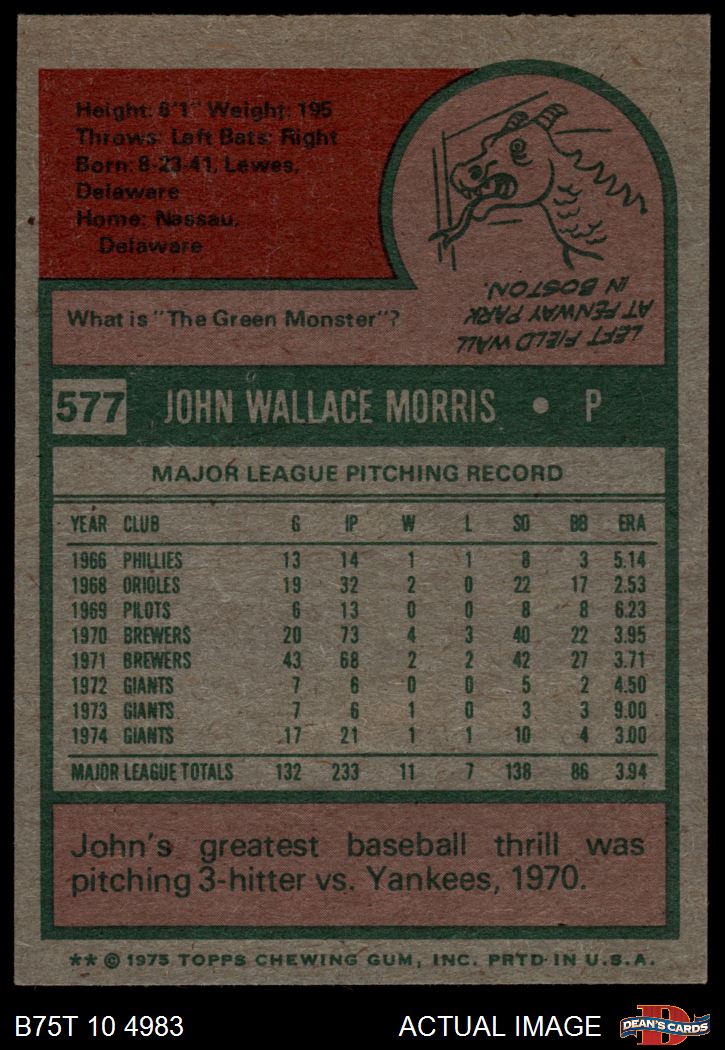 Height: 6'1" Weight: 195
Throws: Left Bats: Right
Born: 8-23-41, Lewes,
Delaware
Home: Nassau,
Delaware
What is "The Green Monster"?
LEFT FIELD WALL
AT FENWAY PARK
IN BOSTON.
577 JOHN WALLACE MORRIS • P
MAJOR LEAGUE PITCHING RECORD
YEAR CLUB G IP W L SO BB ERA
1966 PHILLIES 13 14 1 1 8 3 5.14
1968 ORIOLES 19 32 2 0 22 17 2.53
1969 PILOTS 6 13 0 0 8 8 6.23
1970 BREWERS 20 73 4 3 40 22 3.95
1971 BREWERS 43 68 2 2 42 27 3.71
1972 GIANTS 7 6 0 0 5 2 4.50
1973 GIANTS 7 6 1 0 3 3 9.00
1974 GIANTS 17 21 1 1 10 4 3.00
MAJOR LEAGUE TOTALS 132 233 11 7 138 86 3.94
John's greatest baseball thrill was
pitching 3-hitter vs. Yankees, 1970.
** © 1975 TOPPS CHEWING GUM, INC. PRTD IN U.S.A.
B75T 10 4983 ACTUAL IMAGE
D
DEAN'S CARDS